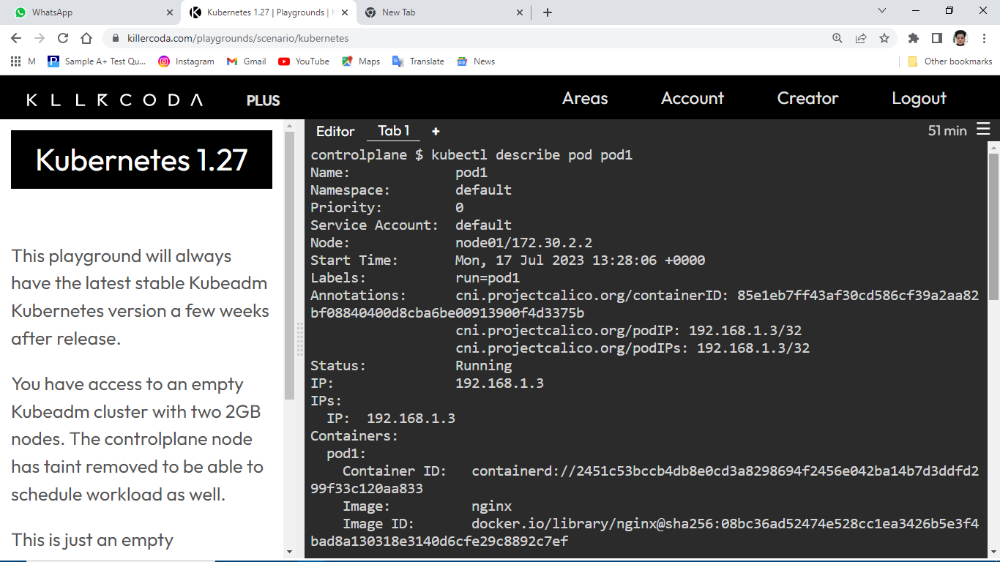 WhatsApp
Kubernetes 1.27 | Playgrounds | K
New Tab
killercoda.com/playgrounds/scenario/kubernetes
M
Sample A+ Test Qu...
Instagram
Gmail
YouTube
Maps
Translate
News
Other bookmarks
KLLRCODA
PLUS
Areas
Account
Creator
Logout
Kubernetes 1.27
This playground will always
have the latest stable Kubeadm
Kubernetes version a few weeks
after release.
You have access to an empty
Kubeadm cluster with two 2GB
nodes. The controlplane node
has taint removed to be able to
schedule workload as well.
This is just an empty
Editor Tab 1 +
51 min
controlplane $ kubectl describe pod pod1
Name:             pod1
Namespace:        default
Priority:         0
Service Account:  default
Node:             node01/172.30.2.2
Start Time:       Mon, 17 Jul 2023 13:28:06 +0000
Labels:           run=pod1
Annotations:      cni.projectcalico.org/containerID: 85e1eb7ff43af30cd586cf39a2aa82
bf08840400d8cba6be00913900f4d3375b
                  cni.projectcalico.org/podIP: 192.168.1.3/32
                  cni.projectcalico.org/podIPs: 192.168.1.3/32
Status:           Running
IP:               192.168.1.3
IPs:
  IP:  192.168.1.3
Containers:
  pod1:
    Container ID:   containerd://2451c53bccb4db8e0cd3a8298694f2456e042ba14b7d3ddfd2
99f33c120aa833
    Image:          nginx
    Image ID:       docker.io/library/nginx@sha256:08bc36ad52474e528cc1ea3426b5e3f4
bad8a130318e3140d6cfe29c8892c7ef